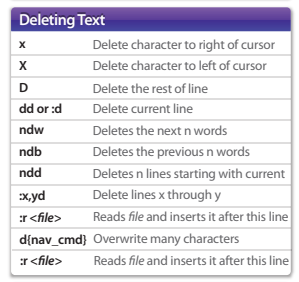 Deleting Text
x Delete character to right of cursor
X Delete character to left of cursor
D Delete the rest of line
dd or :d Delete current line
ndw Deletes the next n words
ndb Deletes the previous n words
ndd Deletes n lines starting with current
:x,yd Delete lines x through y
:r <file> Reads file and inserts it after this line
d{nav_cmd} Overwrite many characters
:r <file> Reads file and inserts it after this line